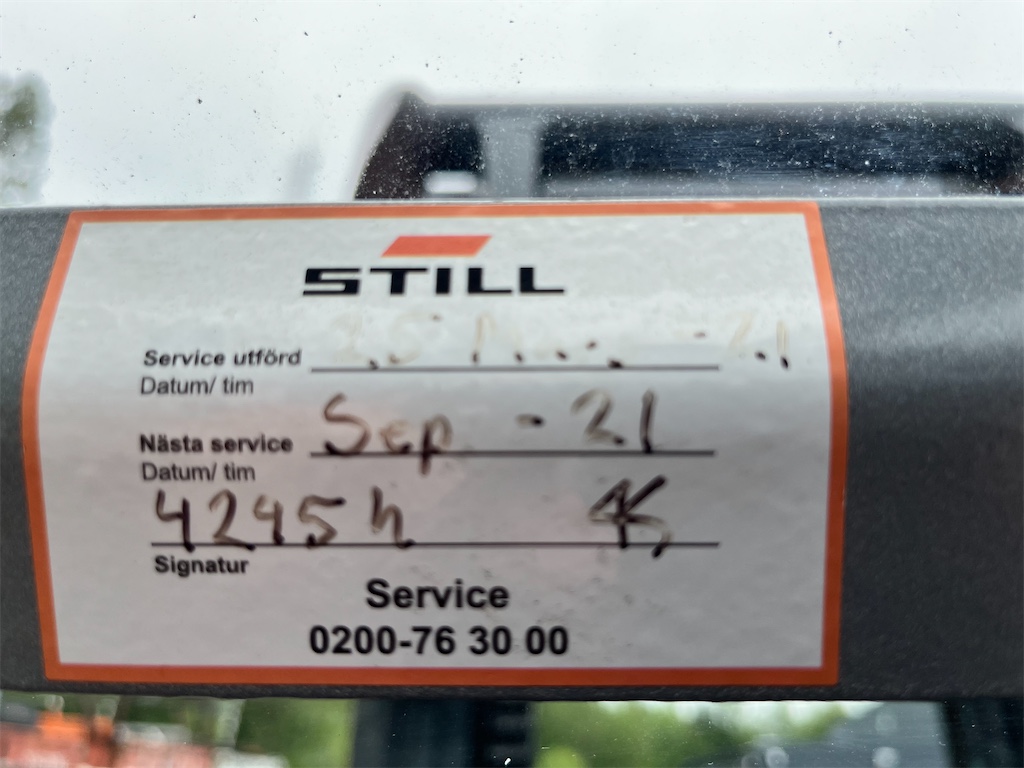 STILL
Service utförd
Datum/ tim
Nästa service Sep - 21
Datum/ tim
4245 h
Signatur
Service
0200-76 30 00